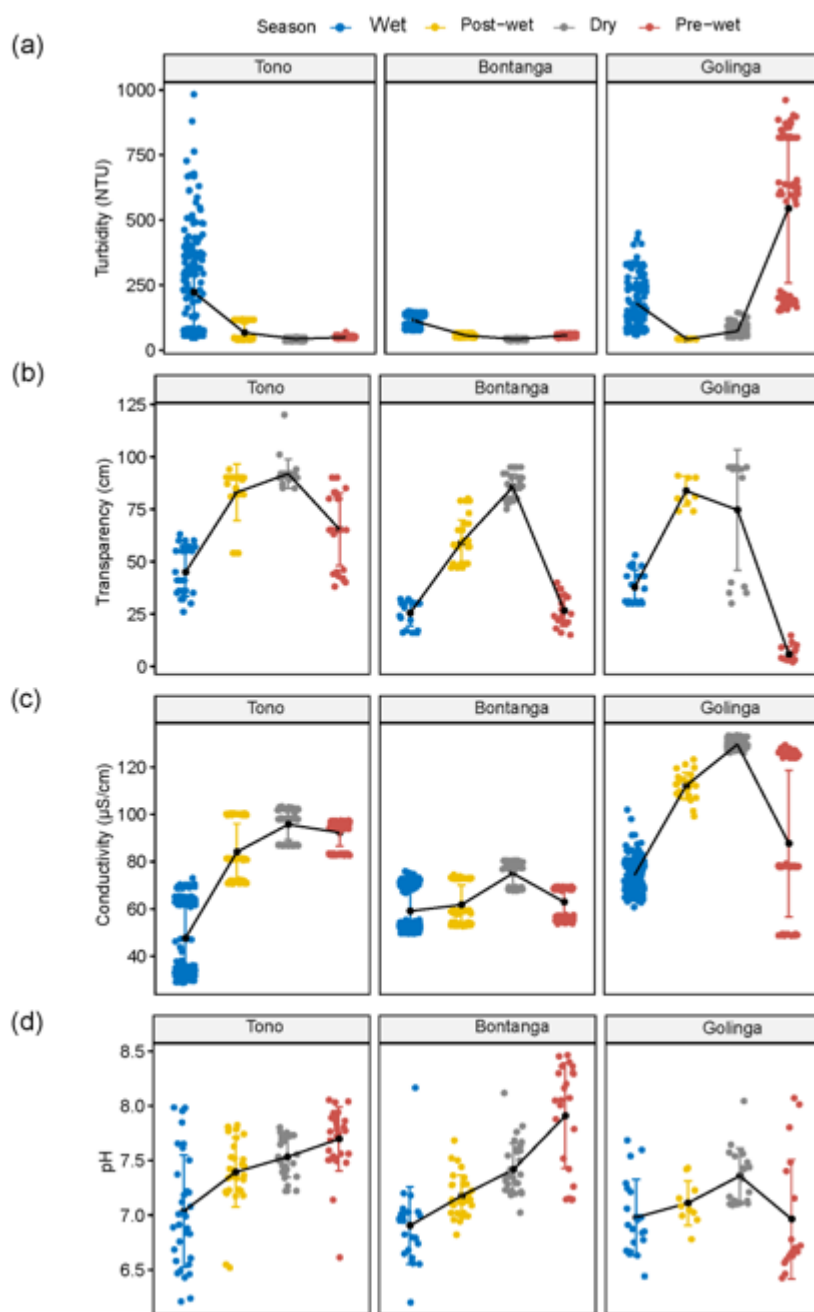 Season Wet Post-wet Dry Pre-wet
(a)
Tono Bontanga Golinga
Turbidity (NTU)
1000
750
500
250
0
(b)
Tono Bontanga Golinga
Transparency (cm)
125
100
75
50
25
0
(c)
Tono Bontanga Golinga
Conductivity (µS/cm)
120
100
80
60
40
(d)
Tono Bontanga Golinga
pH
8.5
8.0
7.5
7.0
6.5